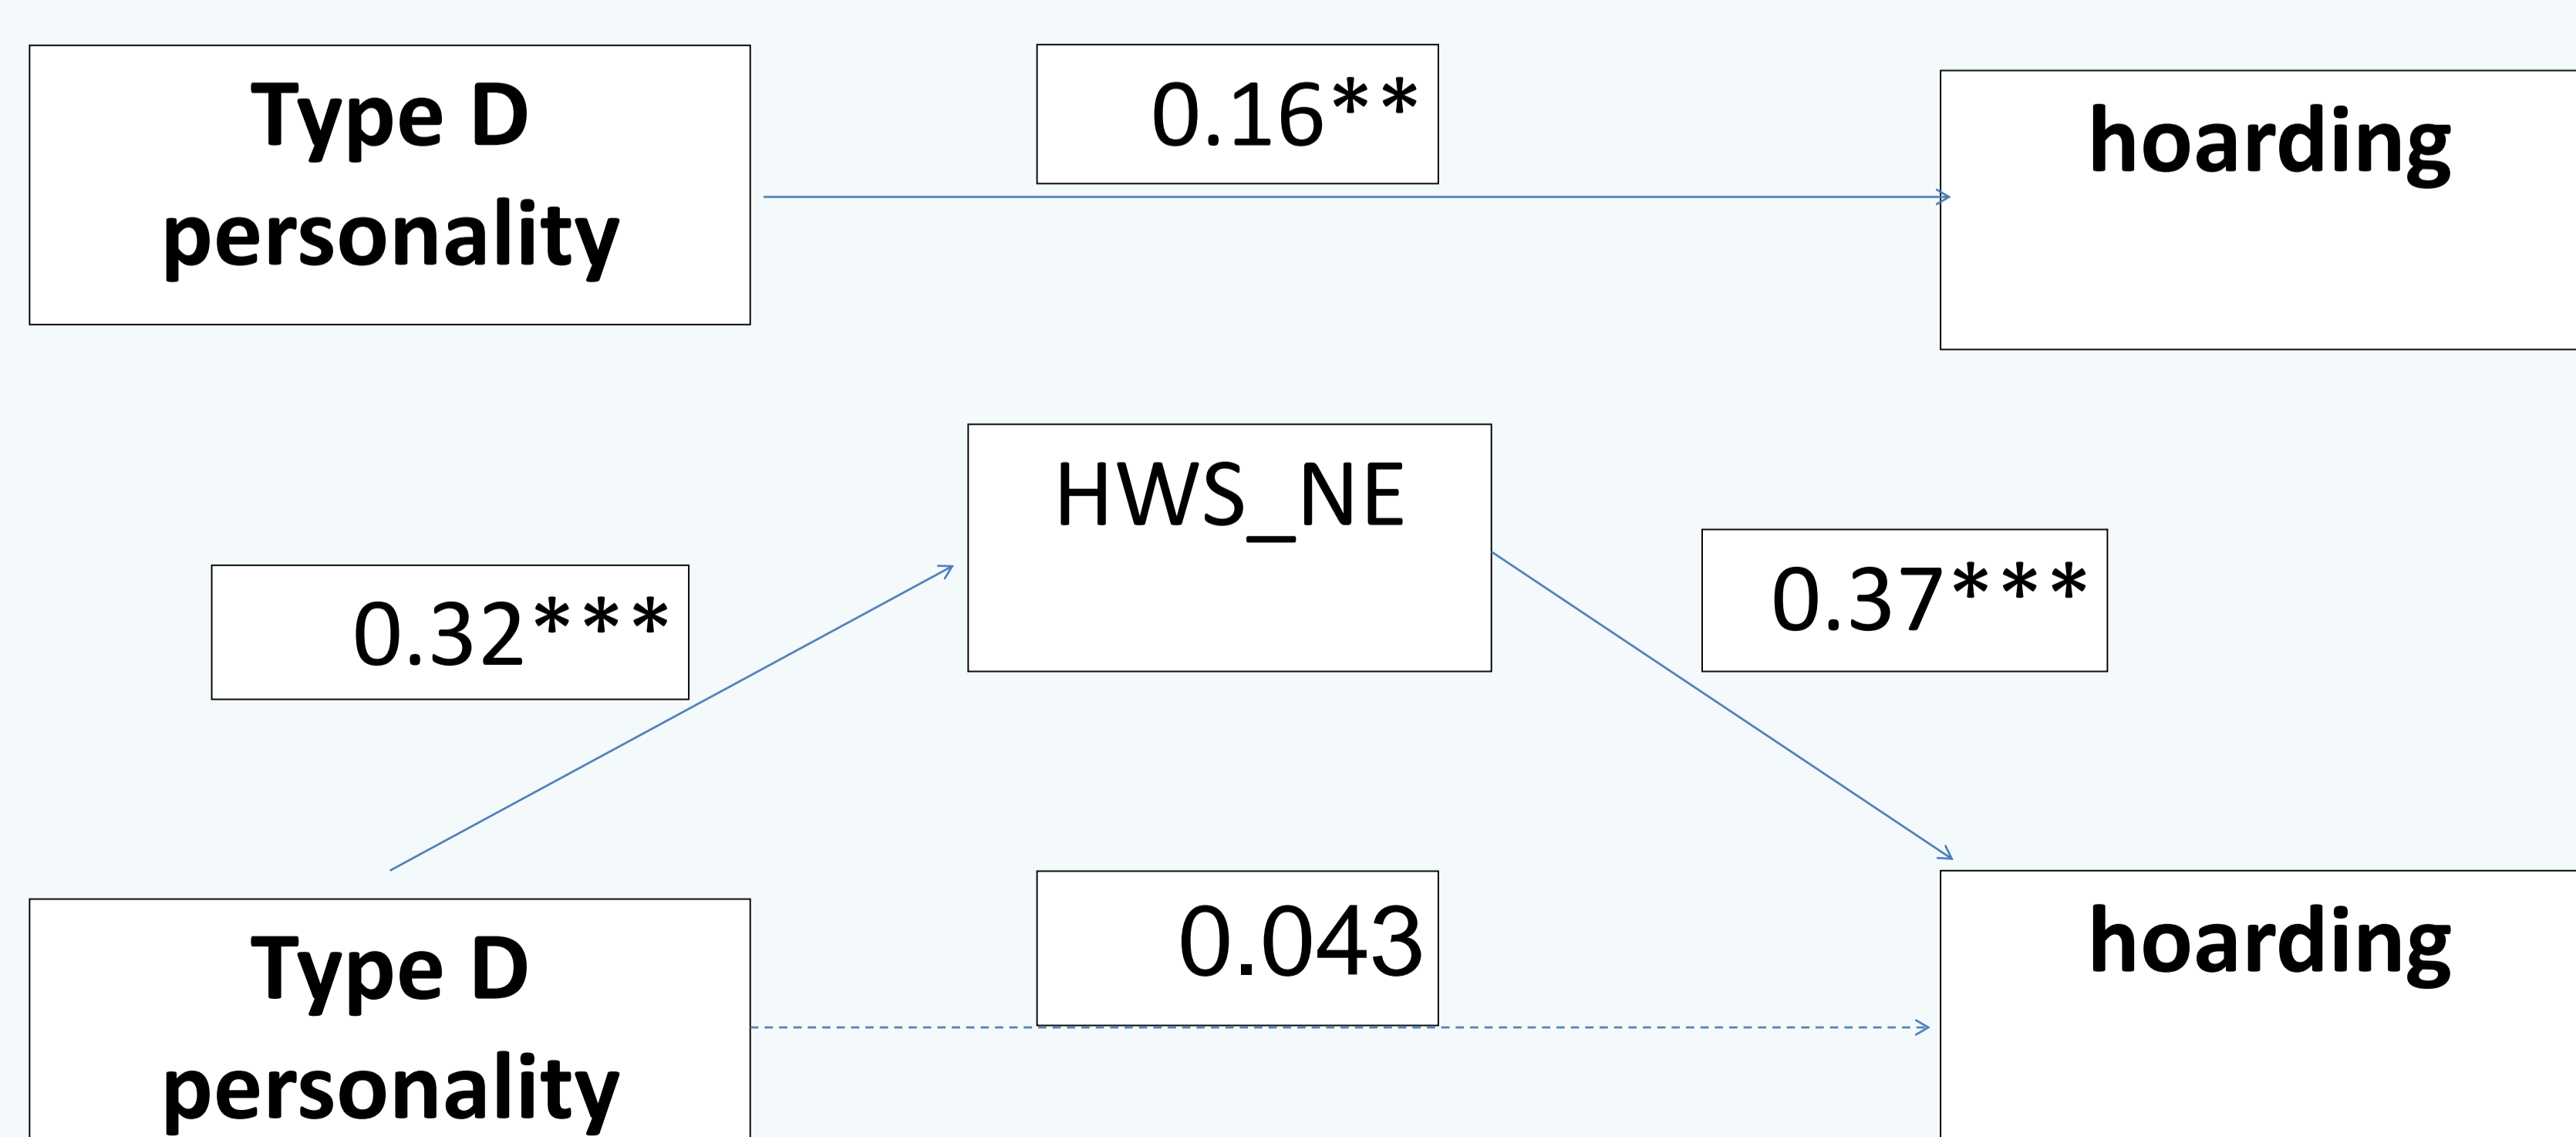 Type D
personality
0.16**
hoarding
HWS_NE
0.32***
0.37***
Type D
personality
0.043
hoarding